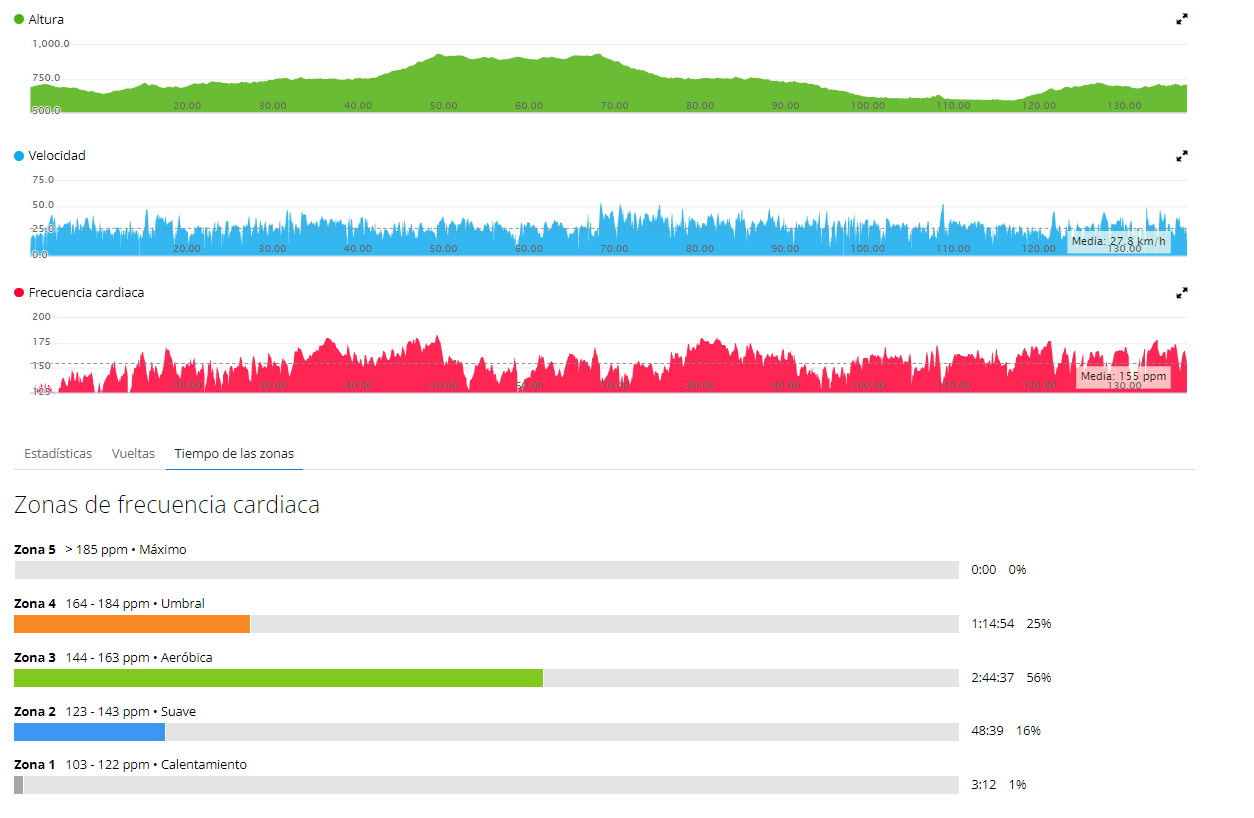 Altura
1,000.0
750.0
500.0
20.00 30.00 40.00 50.00 60.00 70.00 80.00 90.00 100.00 110.00 120.00 130.00
Velocidad
75.0
50.0
25.0
0.0
20.00 30.00 40.00 50.00 60.00 70.00 80.00 90.00 100.00 110.00 120.00 130.00
Media: 27.8 km/h
Frecuencia cardiaca
200
175
150
125
20.00 30.00 40.00 50.00 60.00 70.00 80.00 90.00 100.00 110.00 120.00 130.00
Media: 155 ppm
Estadísticas Vueltas Tiempo de las zonas
Zonas de frecuencia cardiaca
Zona 5 > 185 ppm • Máximo
0:00 0%
Zona 4 164 - 184 ppm • Umbral
1:14:54 25%
Zona 3 144 - 163 ppm • Aeróbica
2:44:37 56%
Zona 2 123 - 143 ppm • Suave
48:39 16%
Zona 1 103 - 122 ppm • Calentamiento
3:12 1%